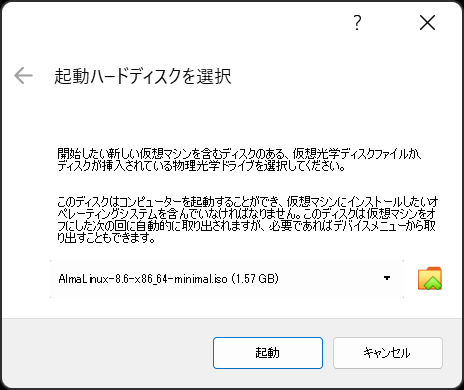 ?
起動ハードディスクを選択
開始したい新しい仮想マシンを含むディスクのある、仮想光学ディスクファイルか、
ディスクが挿入されている物理光学ドライブを選択してください。
このディスクはコンピューターを起動することができ、仮想マシンにインストールしたいオ
ペレーティングシステムを含んでいなければなりません。このディスクは仮想マシンをオ
フにした次の回に自動的に取り出されますが、必要であればデバイスメニューから取
り出すこともできます。
AlmaLinux-8.6-x86_64-minimal.iso (1.57 GB)
起動
キャンセル